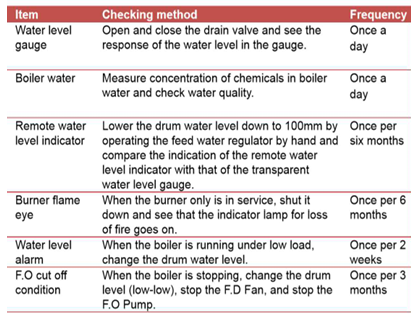 Item Checking method Frequency
Water level Open and close the drain valve and see the Once a
gauge response of the water level in the gauge. day
Boiler water Measure concentration of chemicals in boiler Once a
water and check water quality. day
Remote water Lower the drum water level down to 100mm by Once per
level indicator operating the feed water regulator by hand and six months
compare the indication of the remote water
level indicator with that of the transparent
water level gauge.
Burner flame When the burner only is in service, shut it Once per 6
eye down and see that the indicator lamp for loss months
of fire goes on.
Water level When the boiler is running under low load, Once per 2
alarm change the drum water level. weeks
F.O cut off When the boiler is stopping, change the drum Once per 3
condition level (low-low), stop the F.D Fan, and stop the months
F.O Pump.